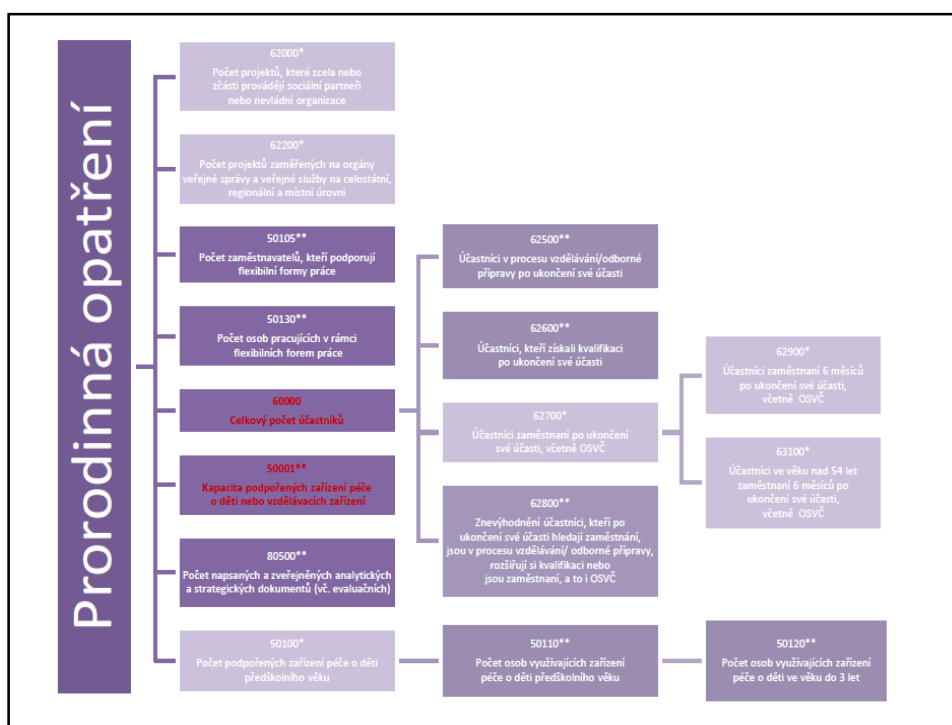 Prorodinná opatření
62000*
Počet projektů, které zcela nebo
zčásti provádějí sociální partneři
nebo nevládní organizace
62200*
Počet projektů zaměřených na orgány
veřejné správy a veřejné služby na celostátní,
regionální a místní úrovni
50105**
Počet zaměstnavatelů, kteří podporují
flexibilní formy práce
50130**
Počet osob pracujících v rámci
flexibilních forem práce
60000
Celkový počet účastníků
50001**
Kapacita podpořených zařízení péče
o děti nebo vzdělávacích zařízení
80500**
Počet napsaných a zveřejněných analytických
a strategických dokumentů (vč. evaluačních)
50100*
Počet podpořených zařízení péče o děti
předškolního věku
62500**
Účastníci v procesu vzdělávání/odborné
přípravy po ukončení své účasti
62600**
Účastníci, kteří získali kvalifikaci
po ukončení své účasti
62700*
Účastníci zaměstnaní po ukončení
své účasti, včetně OSVČ
62800**
Znevýhodnění účastníci, kteří po
ukončení své účasti hledají zaměstnání,
jsou v procesu vzdělávání/ odborné přípravy,
rozšiřují si kvalifikaci nebo
jsou zaměstnaní, a to i OSVČ
50110**
Počet osob využívajících zařízení
péče o děti předškolního věku
62900*
Účastníci zaměstnaní 6 měsíců
po ukončení své účasti,
včetně OSVČ
63100*
Účastníci ve věku nad 54 let
zaměstnaní 6 měsíců po
ukončení své účasti,
včetně OSVČ
50120**
Počet osob využívajících zařízení
péče o děti ve věku do 3 let